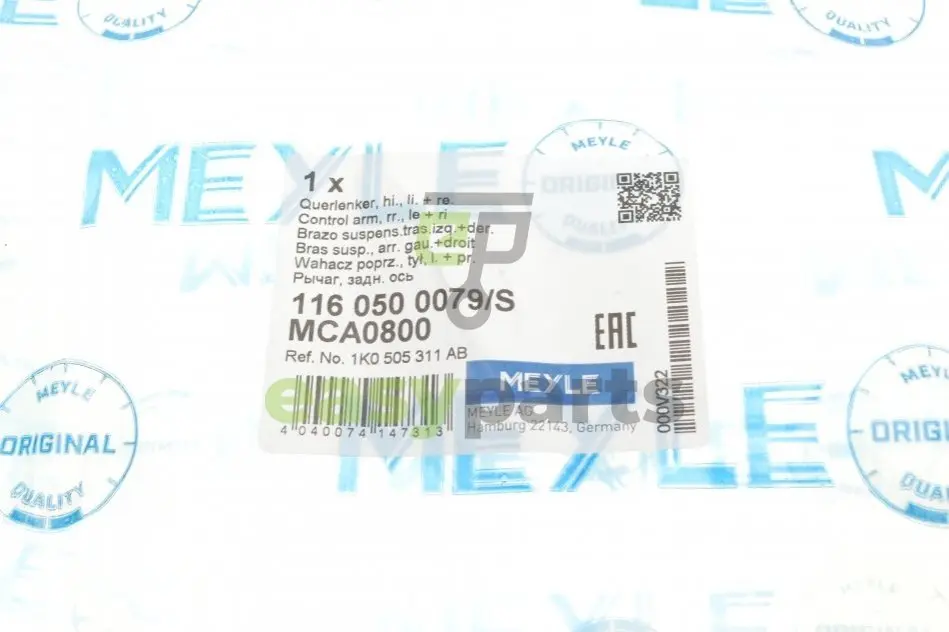 QUALITY
QUALITY
MEYLE
MEYLE
ORIGINAL
1 x
Querlenker, hi., li. + re.
Control arm, rr., le + ri
Brazo suspens.tras.izq.+der.
Bras susp., arr. gau.+droit
Wahacz poprz., tył, l. + pr.
Рычаг, задн. ось
116 050 0079/S
MCA0800
Ref. No. 1K0 505 311 AB
EAC
MEYLE
MEYLE AG
Hamburg 22143, Germany
000V322
4 040074 147313
easyparts
MEYLE
MEYLE
ORIGINAL
QUALITY
MEYLE
ORIGINAL
QUALITY